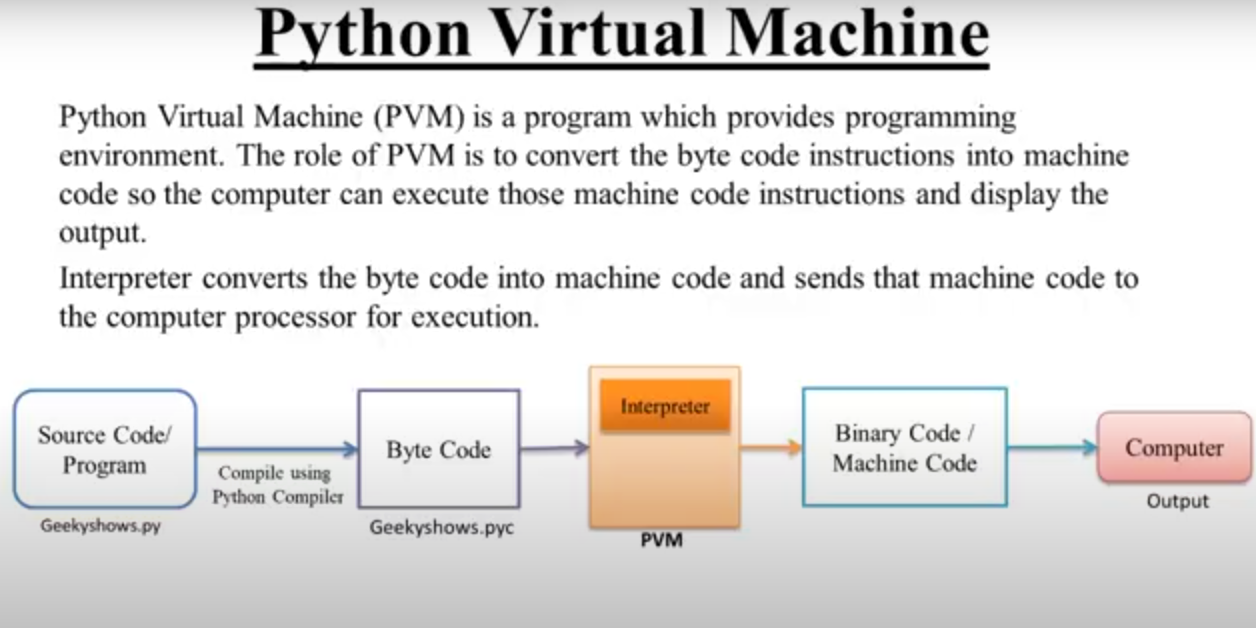 Python Virtual Machine
Python Virtual Machine (PVM) is a program which provides programming
environment. The role of PVM is to convert the byte code instructions into machine
code so the computer can execute those machine code instructions and display the
output.
Interpreter converts the byte code into machine code and sends that machine code to
the computer processor for execution.
Source Code/
Program
Geekyshows.py
Compile using
Python Compiler
Byte Code
Geekyshows.pyc
Interpreter
PVM
Binary Code /
Machine Code
Computer
Output